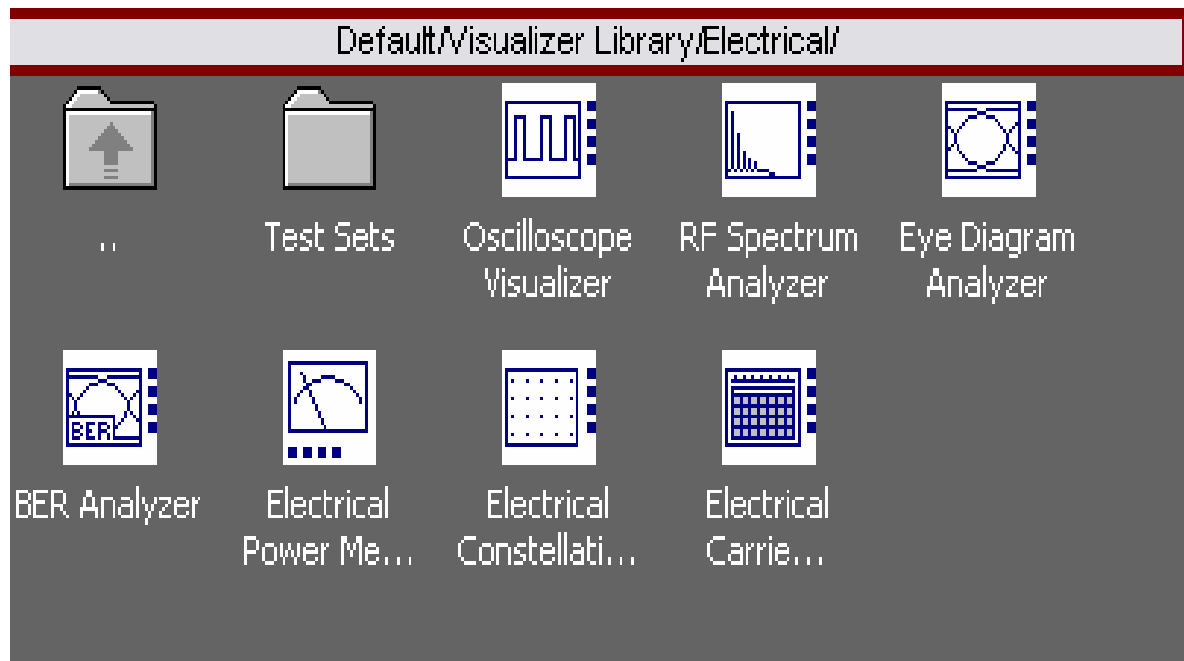 Default/Visualizer Library/Electrical/
..
Test Sets
Oscilloscope
Visualizer
RF Spectrum
Analyzer
Eye Diagram
Analyzer
BER
BER Analyzer
Electrical
Power Me...
Electrical
Constellati...
Electrical
Carrie...